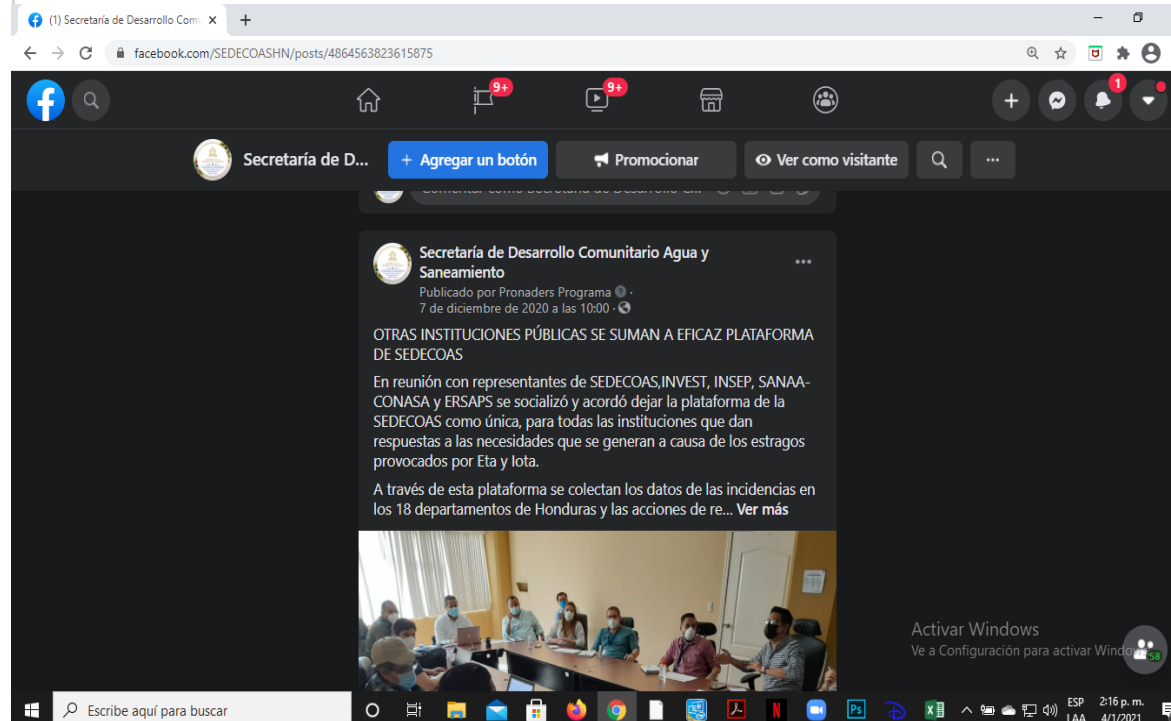 (1) Secretaría de Desarrollo Com
facebook.com/SEDECOASHN/posts/4864563823615875
9+
9+
1
Secretaría de D...
+ Agregar un botón
Promocionar
Ver como visitante
Secretaría de Desarrollo Comunitario Agua y
Saneamiento
Publicado por Pronaders Programa ·
7 de diciembre de 2020 a las 10:00 ·
OTRAS INSTITUCIONES PÚBLICAS SE SUMAN A EFICAZ PLATAFORMA
DE SEDECOAS
En reunión con representantes de SEDECOAS,INVEST, INSEP, SANAA-
CONASA y ERSAPS se socializó y acordó dejar la plataforma de la
SEDECOAS como única, para todas las instituciones que dan
respuestas a las necesidades que se generan a causa de los estragos
provocados por Eta y Iota.
A través de esta plataforma se colectan los datos de las incidencias en
los 18 departamentos de Honduras y las acciones de re... Ver más
Activar Windows
Ve a Configuración para activar Windo
58
Escribe aquí para buscar
ESP
2:16 p. m.
LAA
4/1/2021